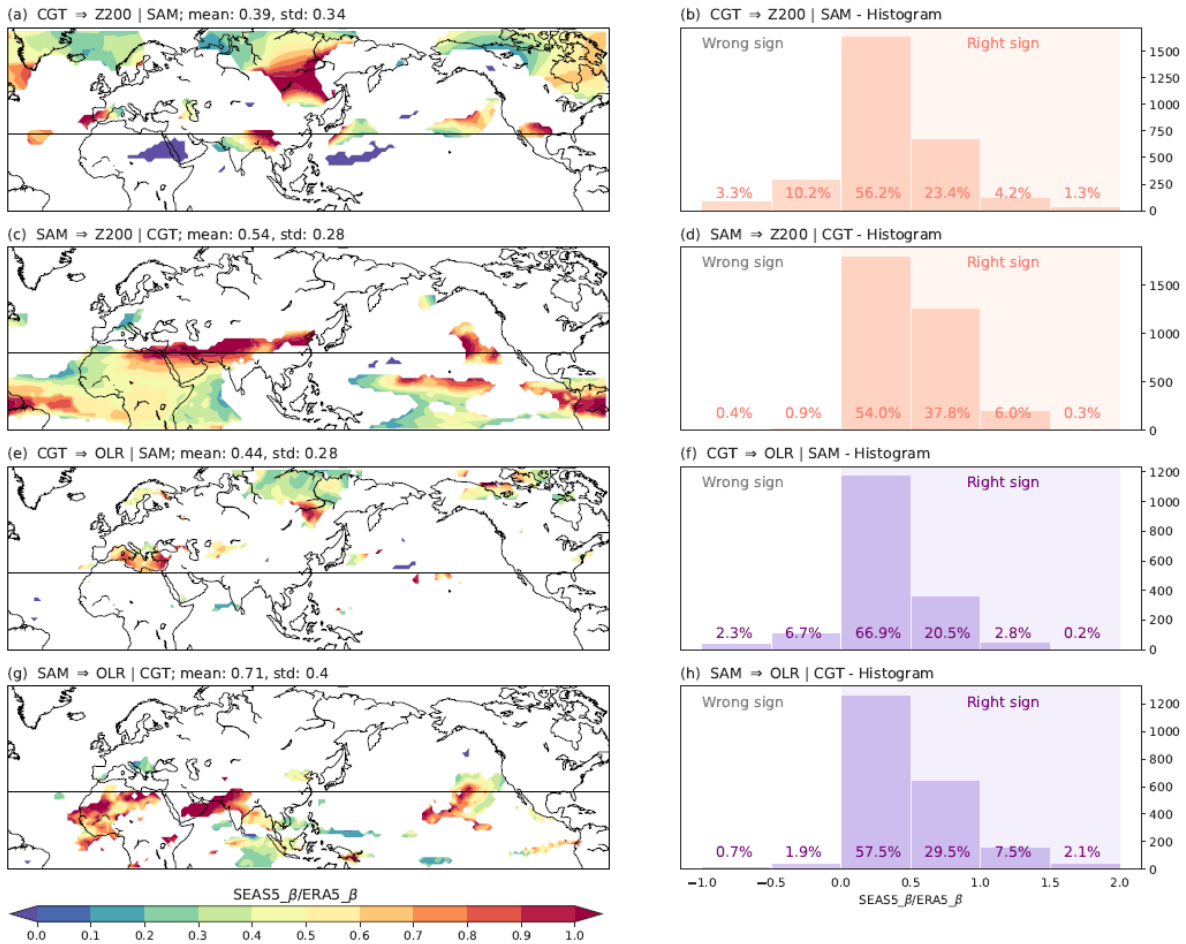 (a) CGT ⇒ Z200 | SAM; mean: 0.39, std: 0.34
(b) CGT ⇒ Z200 | SAM - Histogram
Wrong sign
Right sign
1500
1250
1000
750
500
250
0
3.3%
10.2%
56.2%
23.4%
4.2%
1.3%
(c) SAM ⇒ Z200 | CGT; mean: 0.54, std: 0.28
(d) SAM ⇒ Z200 | CGT - Histogram
Wrong sign
Right sign
1500
1000
500
0
0.4%
0.9%
54.0%
37.8%
6.0%
0.3%
(e) CGT ⇒ OLR | SAM; mean: 0.44, std: 0.28
(f) CGT ⇒ OLR | SAM - Histogram
Wrong sign
Right sign
1200
1000
800
600
400
200
0
2.3%
6.7%
66.9%
20.5%
2.8%
0.2%
(g) SAM ⇒ OLR | CGT; mean: 0.71, std: 0.4
(h) SAM ⇒ OLR | CGT - Histogram
Wrong sign
Right sign
1200
1000
800
600
400
200
0
0.7%
1.9%
57.5%
29.5%
7.5%
2.1%
−1.0 −0.5 0.0 0.5 1.0 1.5 2.0
SEAS5_β/ERA5_β
SEAS5_β/ERA5_β
0.0 0.1 0.2 0.3 0.4 0.5 0.6 0.7 0.8 0.9 1.0